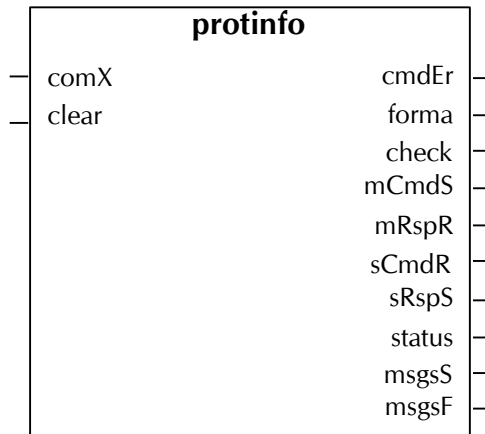 protinfo
comX cmdEr
clear forma
check
mCmdS
mRspR
sCmdR
sRspS
status
msgsS
msgsF